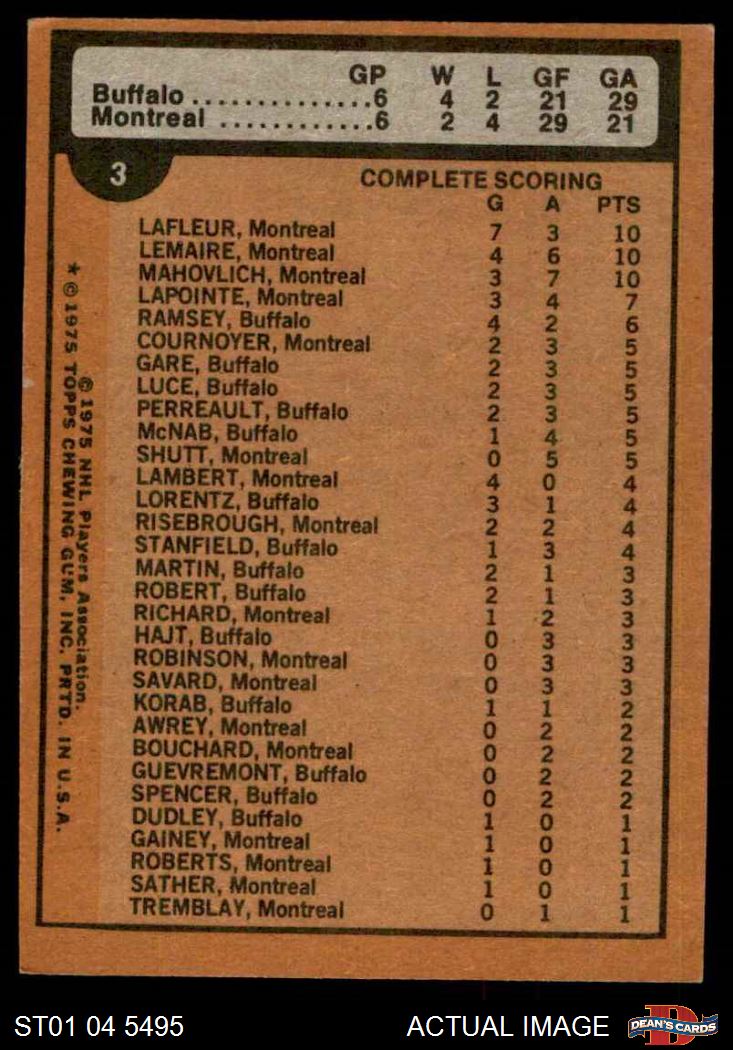 GP W L GF GA
Buffalo ...............6 4 2 21 29
Montreal .............6 2 4 29 21
3
COMPLETE SCORING
G A PTS
LAFLEUR, Montreal 7 3 10
LEMAIRE, Montreal 4 6 10
MAHOVLICH, Montreal 3 7 10
LAPOINTE, Montreal 3 4 7
RAMSEY, Buffalo 4 2 6
COURNOYER, Montreal 2 3 5
GARE, Buffalo 2 3 5
LUCE, Buffalo 2 3 5
PERREAULT, Buffalo 2 3 5
McNAB, Buffalo 1 4 5
SHUTT, Montreal 0 5 5
LAMBERT, Montreal 4 0 4
LORENTZ, Buffalo 3 1 4
RISEBROUGH, Montreal 2 2 4
STANFIELD, Buffalo 1 3 4
MARTIN, Buffalo 2 1 3
ROBERT, Buffalo 2 1 3
RICHARD, Montreal 1 2 3
HAJT, Buffalo 0 3 3
ROBINSON, Montreal 0 3 3
SAVARD, Montreal 0 3 3
KORAB, Buffalo 1 1 2
AWREY, Montreal 0 2 2
BOUCHARD, Montreal 0 2 2
GUEVREMONT, Buffalo 0 2 2
SPENCER, Buffalo 0 2 2
DUDLEY, Buffalo 1 0 1
GAINEY, Montreal 1 0 1
ROBERTS, Montreal 1 0 1
SATHER, Montreal 1 0 1
TREMBLAY, Montreal 0 1 1
© 1975 NHL Players Association.
* © 1975 TOPPS CHEWING GUM, INC. PRTD. IN U.S.A.
ST01 04 5495 ACTUAL IMAGE
D
DEAN'S CARDS